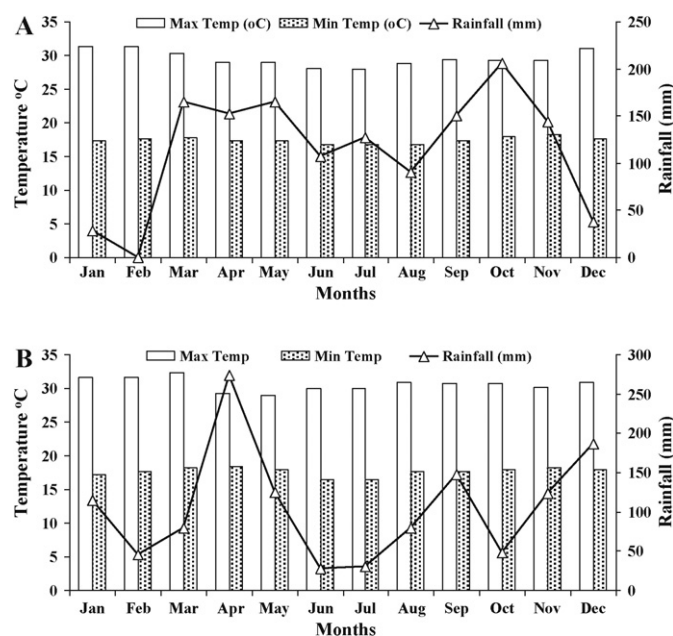 A
Max Temp (oC) Min Temp (oC) Rainfall (mm)
35 250
30 200
25
20 150
15 100
10
5 50
0 0
Temperature °C
Rainfall (mm)
Jan Feb Mar Apr May Jun Jul Aug Sep Oct Nov Dec
Months
B
Max Temp Min Temp Rainfall (mm)
35 300
30 250
25 200
20
15 150
10 100
5 50
0 0
Temperature °C
Rainfall (mm)
Jan Feb Mar Apr May Jun Jul Aug Sep Oct Nov Dec
Months